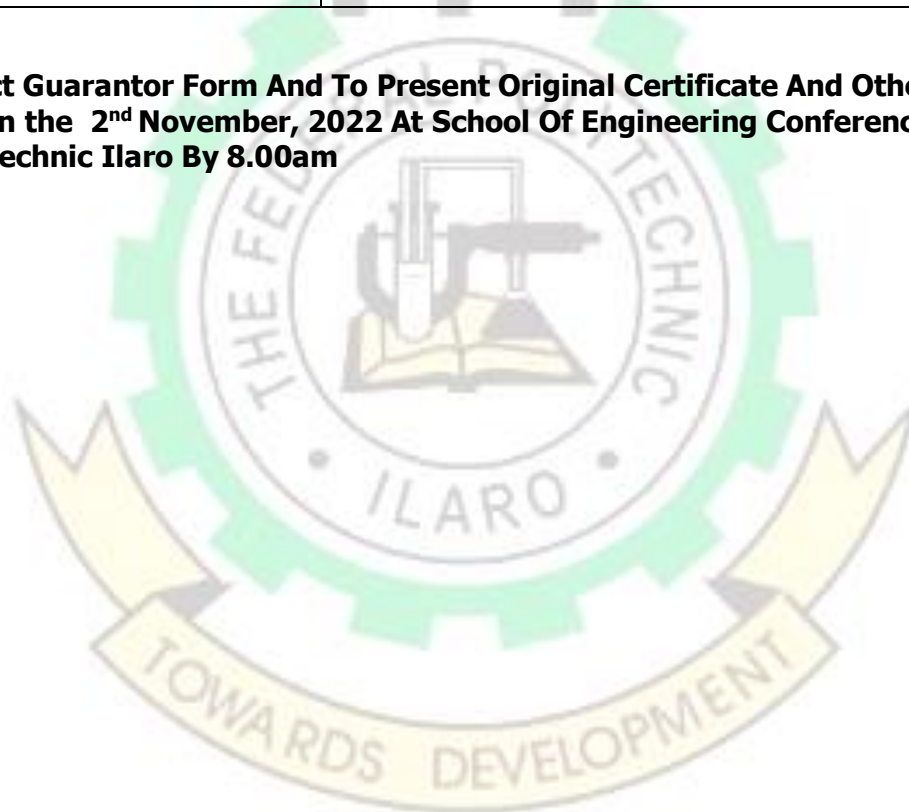 ct Guarantor Form And To Present Original Certificate And Othe
n the 2nd November, 2022 At School Of Engineering Conferenc
echnic Ilaro By 8.00am
THE FEDERAL POLYTECHNIC
ILARO
TOWARDS DEVELOPMENT